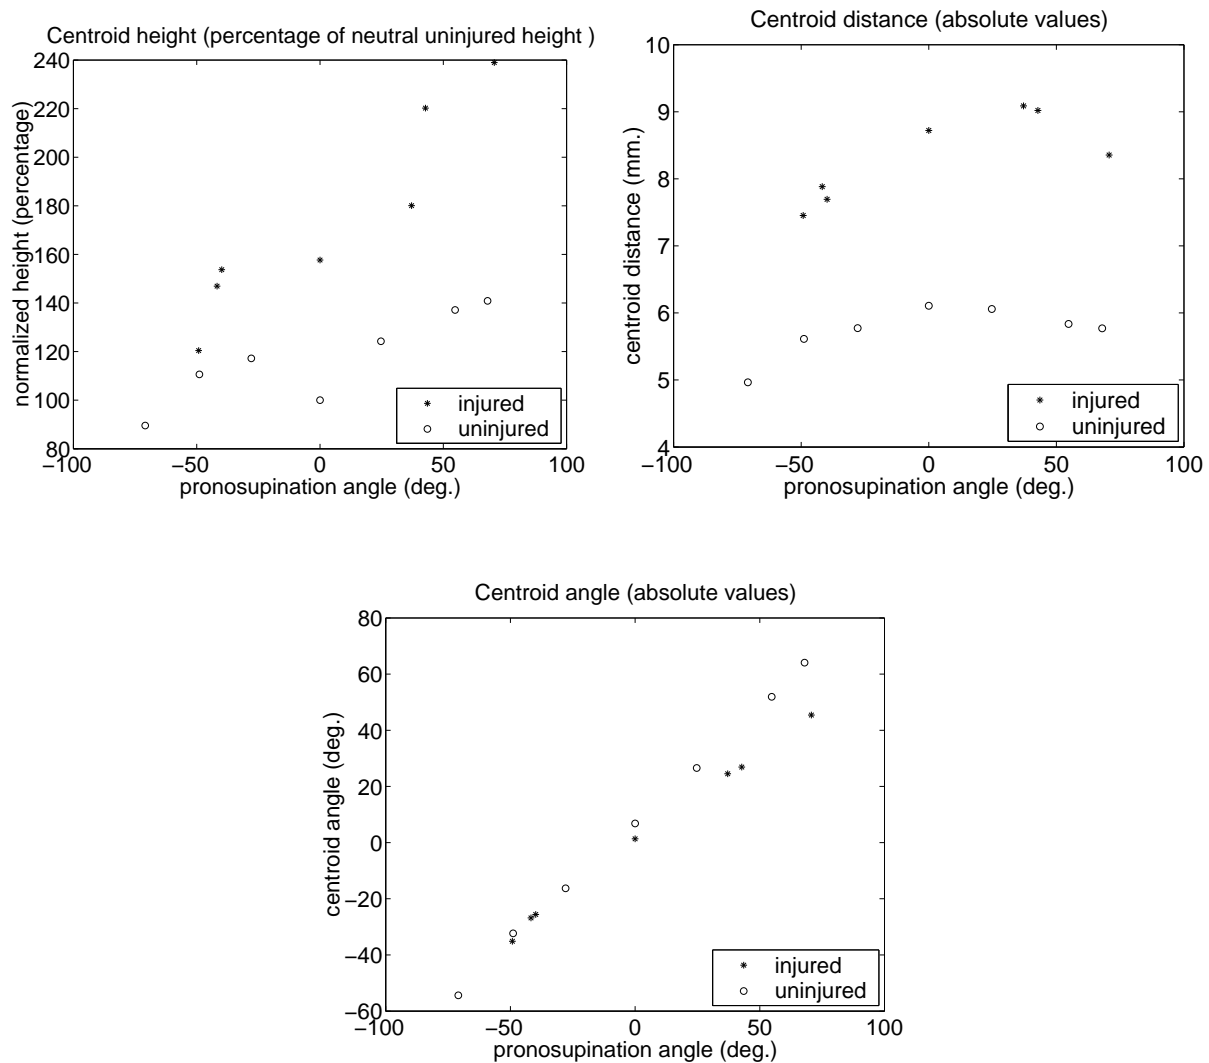 Centroid height (percentage of neutral uninjured height )
normalized height (percentage)
240
220
200
180
160
140
120
100
80
−100
−50
0
50
100
pronosupination angle (deg.)
injured
uninjured
Centroid distance (absolute values)
centroid distance (mm.)
10
9
8
7
6
5
4
−100
−50
0
50
100
pronosupination angle (deg.)
injured
uninjured
Centroid angle (absolute values)
centroid angle (deg.)
80
60
40
20
0
−20
−40
−60
−100
−50
0
50
100
pronosupination angle (deg.)
injured
uninjured